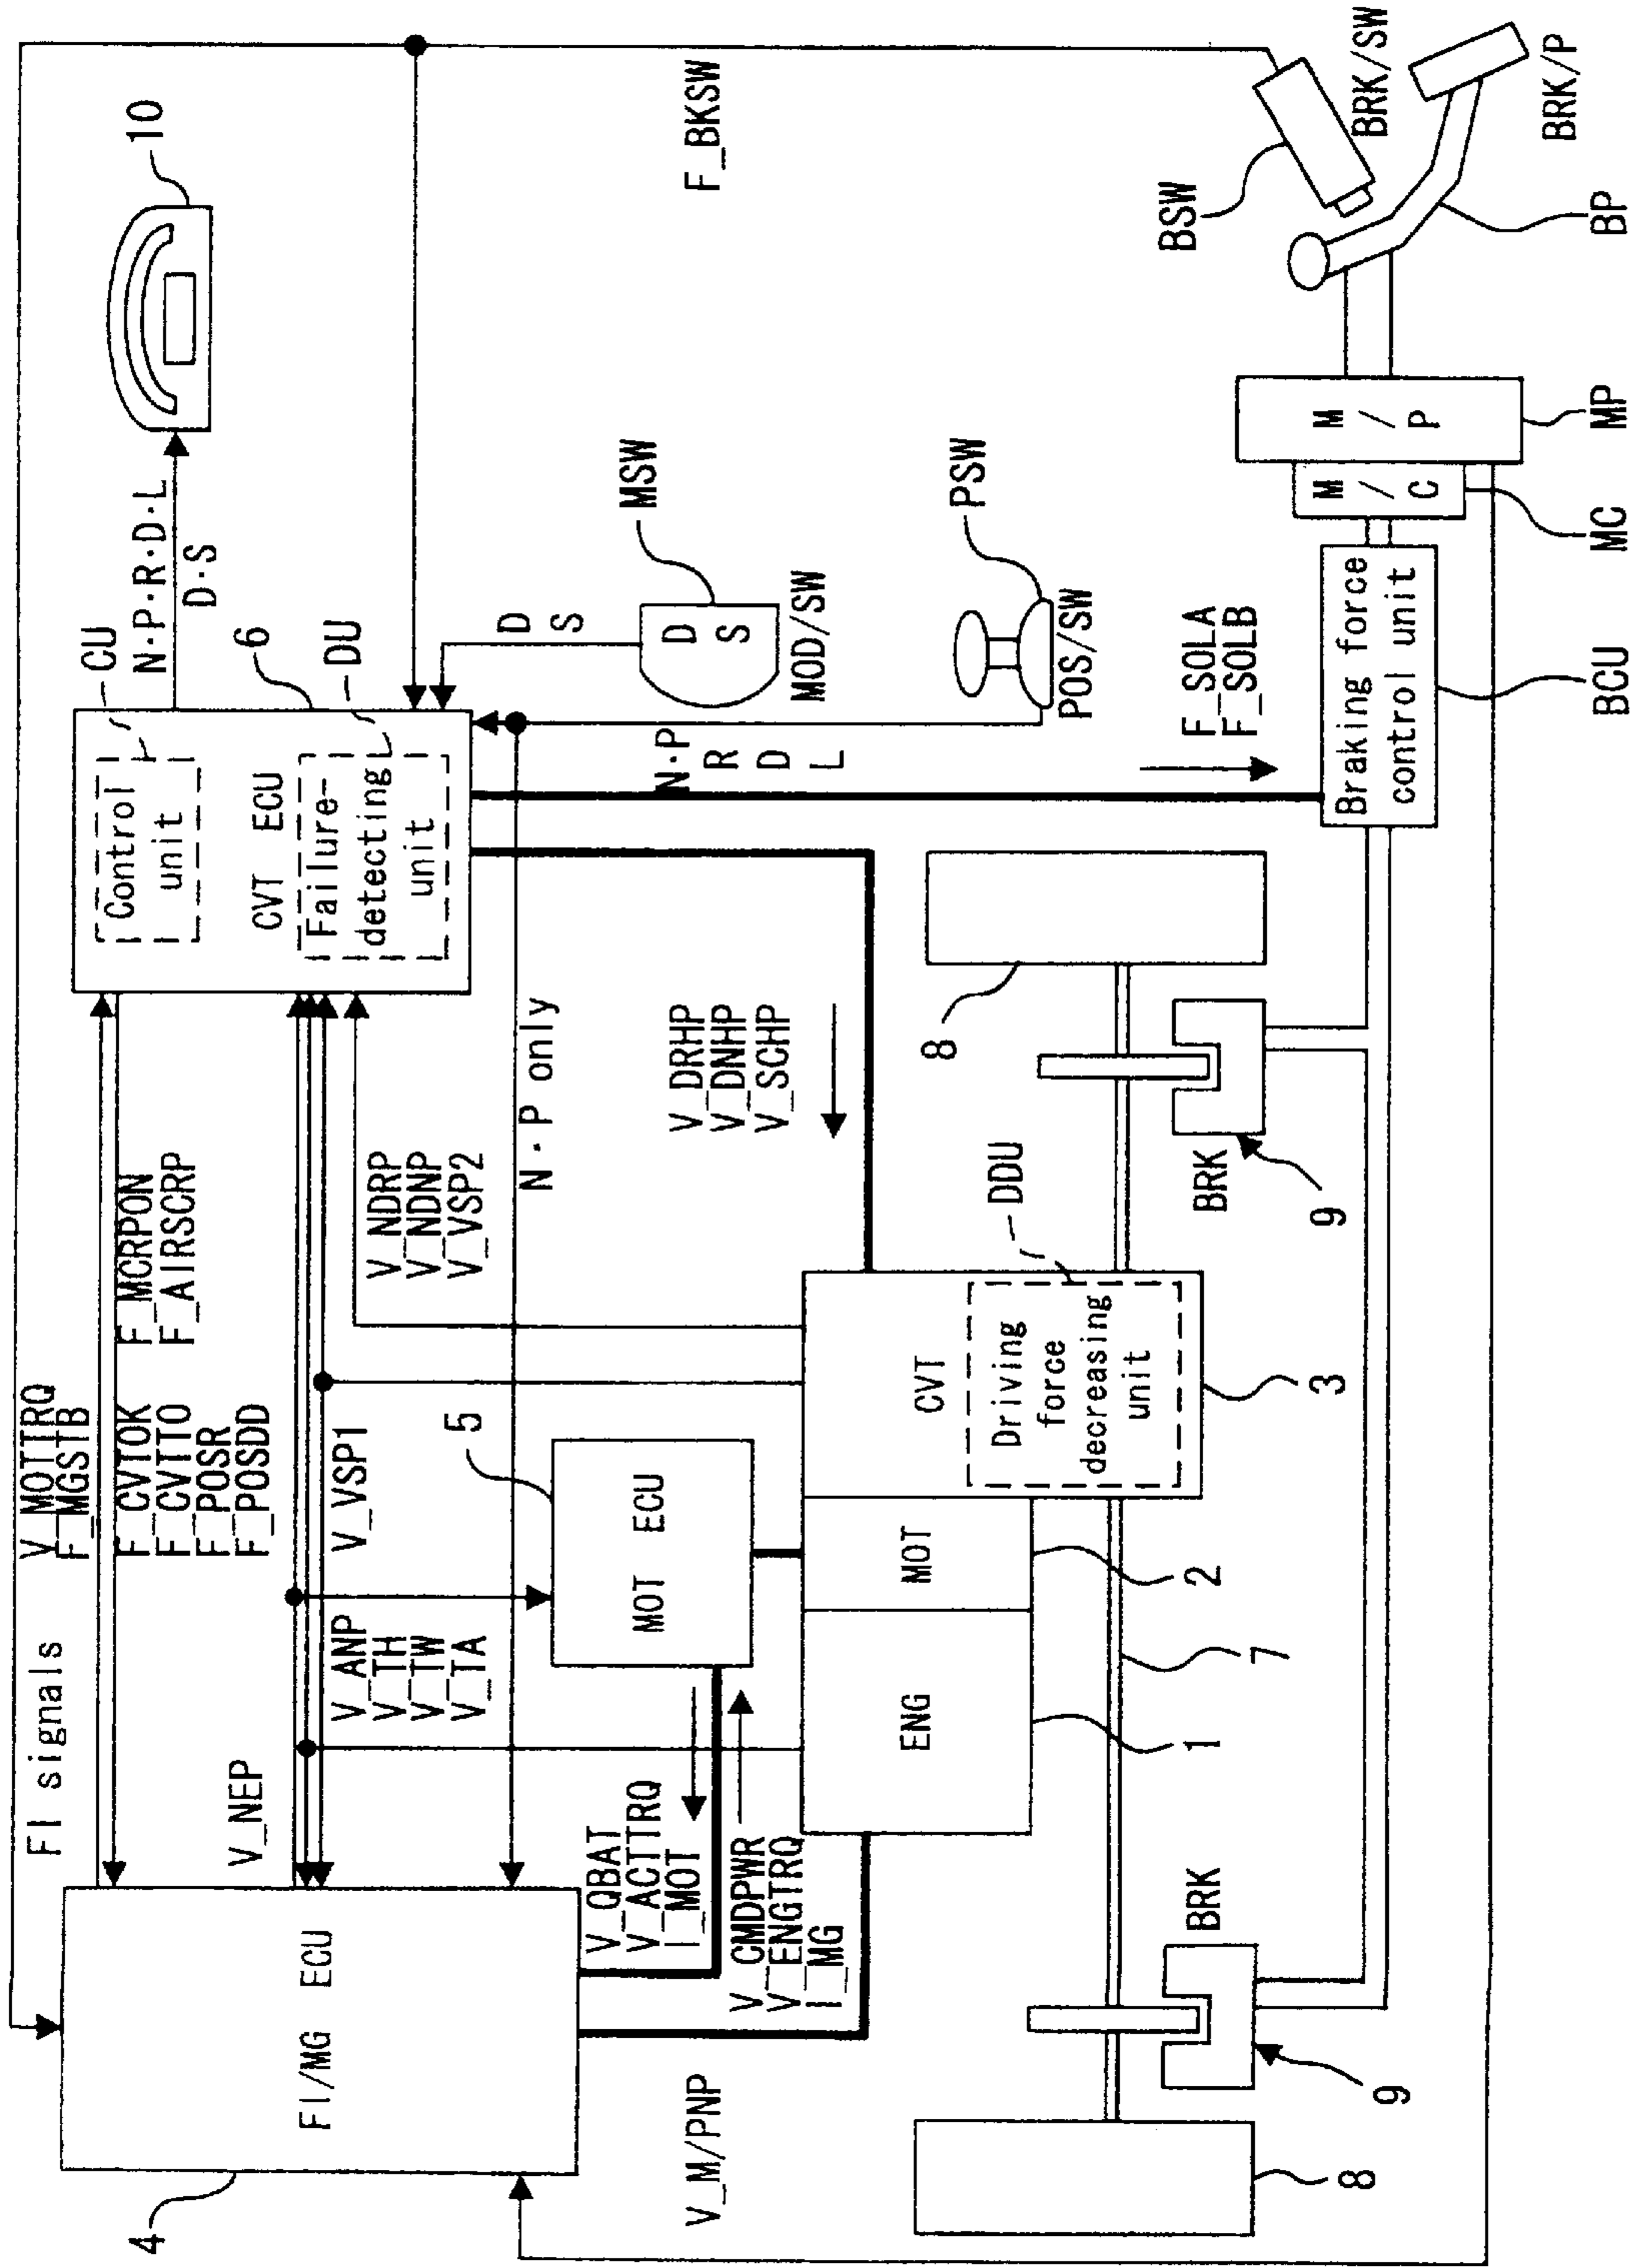 FI signals
V_MOTTRQ
F_MGSTB
F_CVTOK
F_CVTTO
F_POSR
F_POSDD
F_MCRPON
F_AIRSCRP
V_NEP
V_VSP1
V_ANP
V_TH
V_TW
V_TA
V_NDRP
V_NDNP
V_VSP2
N・P only
4
FI/MG ECU
CU
Control
unit
CVT ECU
6
DU
Failure-
detecting
unit
N・P・R・D・L
D・S
10
F_BKSW
D
S
MSW
D
S
MOD/SW
PSW
POS/SW
N・P
R
D
L
5
MOT ECU
V_QBAT
V_ACTTRQ
I_MOT
V_CMDPWR
V_ENGTRQ
I_MG
V_DRHP
V_DNHP
V_SCHP
F_SOLA
F_SOLB
V_M/PNP
ENG
MOT
CVT
DDU
Driving
force
decreasing
unit
1
2
3
7
8
8
BRK
BRK
9
9
Braking force
control unit
BCU
M/C
MC
M/P
MP
BSW
BRK/SW
BRK/P
BP